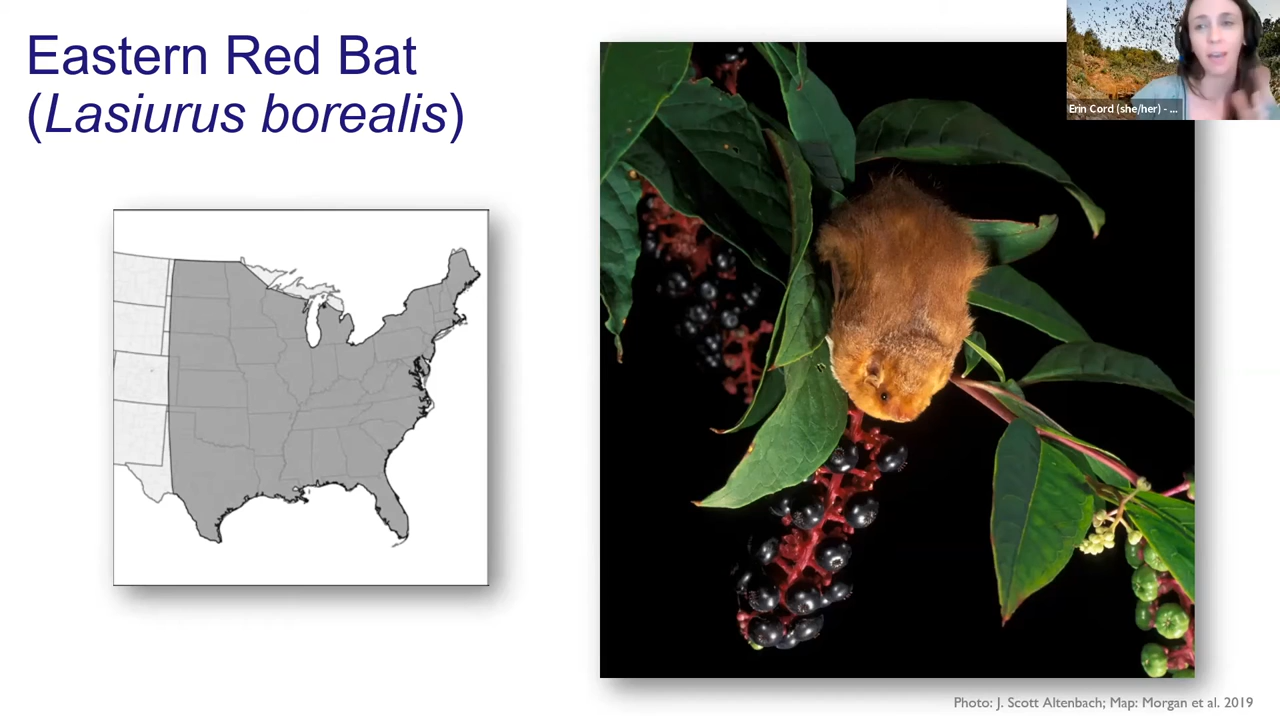 Eastern Red Bat
(Lasiurus borealis)
Erin Cord (she/her) - ...
Photo: J. Scott Altenbach; Map: Morgan et al. 2019